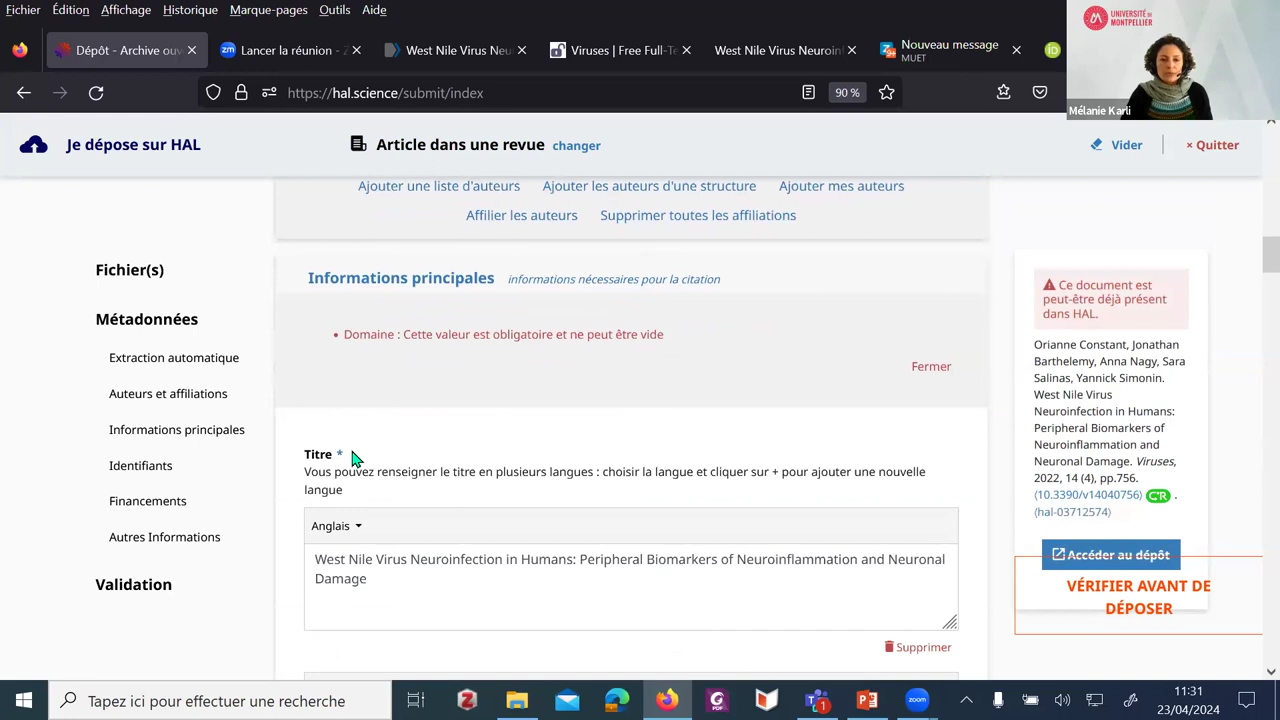 Fichier Édition Affichage Historique Marque-pages Outils Aide
Dépôt - Archive ouv
Lancer la réunion - Z
West Nile Virus Neu
Viruses | Free Full-Te
West Nile Virus Neuroin
Nouveau message
MUET
UNIVERSITÉ DE
MONTPELLIER
Mélanie Karli
https://hal.science/submit/index
90 %
Je dépose sur HAL
Article dans une revue changer
Vider
× Quitter
Ajouter une liste d'auteurs Ajouter les auteurs d'une structure Ajouter mes auteurs
Affilier les auteurs Supprimer toutes les affiliations
Fichier(s)
Métadonnées
Extraction automatique
Auteurs et affiliations
Informations principales
Identifiants
Financements
Autres Informations
Validation
Informations principales informations nécessaires pour la citation
• Domaine : Cette valeur est obligatoire et ne peut être vide
Fermer
Titre *
Vous pouvez renseigner le titre en plusieurs langues : choisir la langue et cliquer sur + pour ajouter une nouvelle
langue
Anglais
West Nile Virus Neuroinfection in Humans: Peripheral Biomarkers of Neuroinflammation and Neuronal
Damage
Supprimer
Ce document est
peut-être déjà présent
dans HAL.
Orianne Constant, Jonathan
Barthelemy, Anna Nagy, Sara
Salinas, Yannick Simonin.
West Nile Virus
Neuroinfection in Humans:
Peripheral Biomarkers of
Neuroinflammation and
Neuronal Damage. Viruses,
2022, 14 (4), pp.756.
⟨10.3390/v14040756⟩ .
⟨hal-03712574⟩
Accéder au dépôt
VÉRIFIER AVANT DE
DÉPOSER
Tapez ici pour effectuer une recherche
11:31
23/04/2024